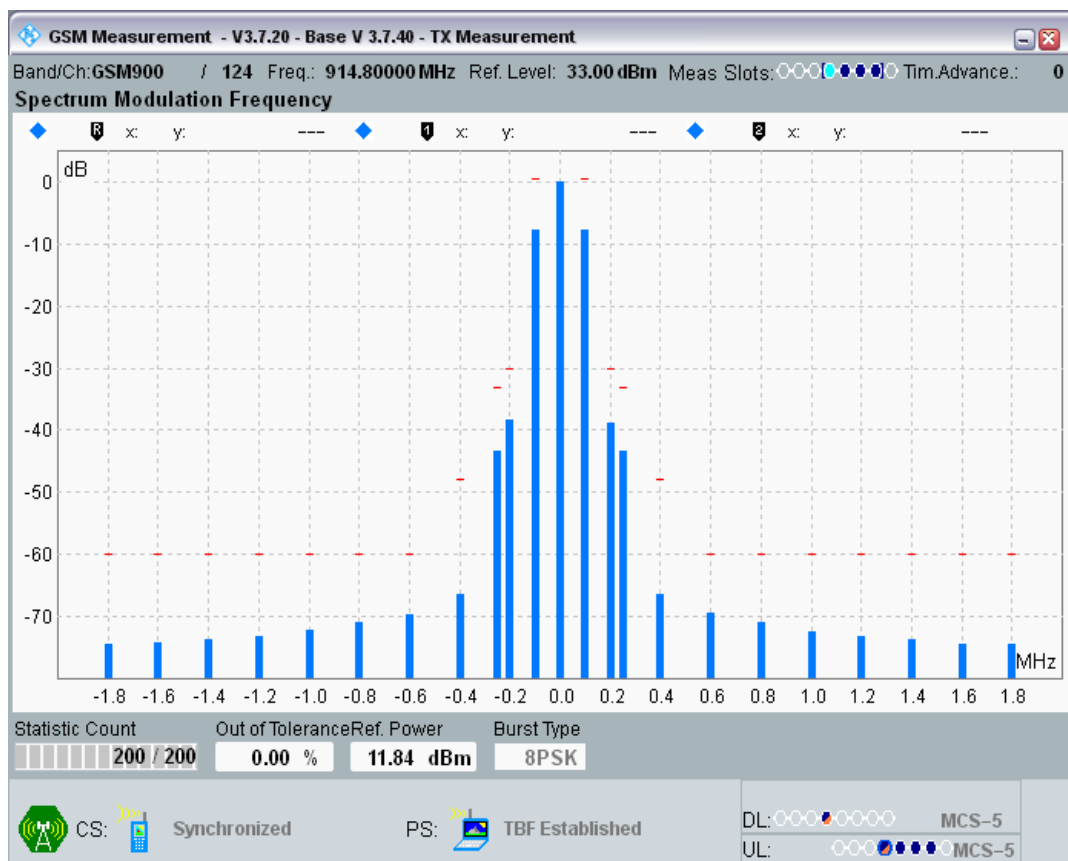 GSM Measurement - V3.7.20 - Base V 3.7.40 - TX Measurement
Band/Ch:GSM900 / 124 Freq.: 914.80000 MHz Ref. Level: 33.00 dBm Meas Slots: Tim.Advance.: 0
Spectrum Modulation Frequency
R x: y: --- 1 x: y: --- 2 x: y: ---
dB
0
-10
-20
-30
-40
-50
-60
-70
MHz
-1.8 -1.6 -1.4 -1.2 -1.0 -0.8 -0.6 -0.4 -0.2 0.0 0.2 0.4 0.6 0.8 1.0 1.2 1.4 1.6 1.8
Statistic Count Out of Tolerance Ref. Power Burst Type
200 / 200 0.00 % 11.84 dBm 8PSK
CS: Synchronized PS: TBF Established
DL: MCS-5
UL: MCS-5